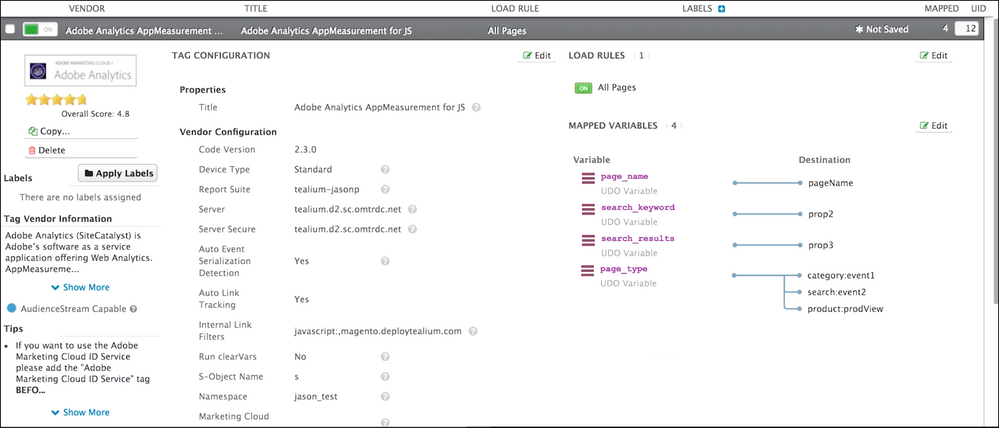 VENDOR TITLE LOAD RULE LABELS MAPPED UID
ON Adobe Analytics AppMeasurement ... Adobe Analytics AppMeasurement for JS All Pages Not Saved 4 12
ADOBE MARKETING CLOUD
Adobe Analytics
Overall Score: 4.8
Copy...
Delete
Labels
Apply Labels
There are no labels assigned
Tag Vendor Information
Adobe Analytics (SiteCatalyst) is
Adobe's software as a service
application offering Web Analytics.
AppMeasureme...
Show More
AudienceStream Capable
Tips
• If you want to use the Adobe
Marketing Cloud ID Service
please add the "Adobe
Marketing Cloud ID Service" tag
BEFO...
Show More
TAG CONFIGURATION Edit
Properties
Title Adobe Analytics AppMeasurement for JS
Vendor Configuration
Code Version 2.3.0
Device Type Standard
Report Suite tealium-jasonp
Server tealium.d2.sc.omtrdc.net
Server Secure tealium.d2.sc.omtrdc.net
Auto Event
Serialization Yes
Detection
Auto Link
Tracking Yes
Internal Link
Filters javascript:,magento.deploytealium.com
Run clearVars No
S-Object Name s
Namespace jason_test
Marketing Cloud
LOAD RULES (1) Edit
ON All Pages
MAPPED VARIABLES (4) Edit
Variable Destination
page_name pageName
UDO Variable
search_keyword prop2
UDO Variable
search_results prop3
UDO Variable
page_type category:event1
UDO Variable
search:event2
product:prodView